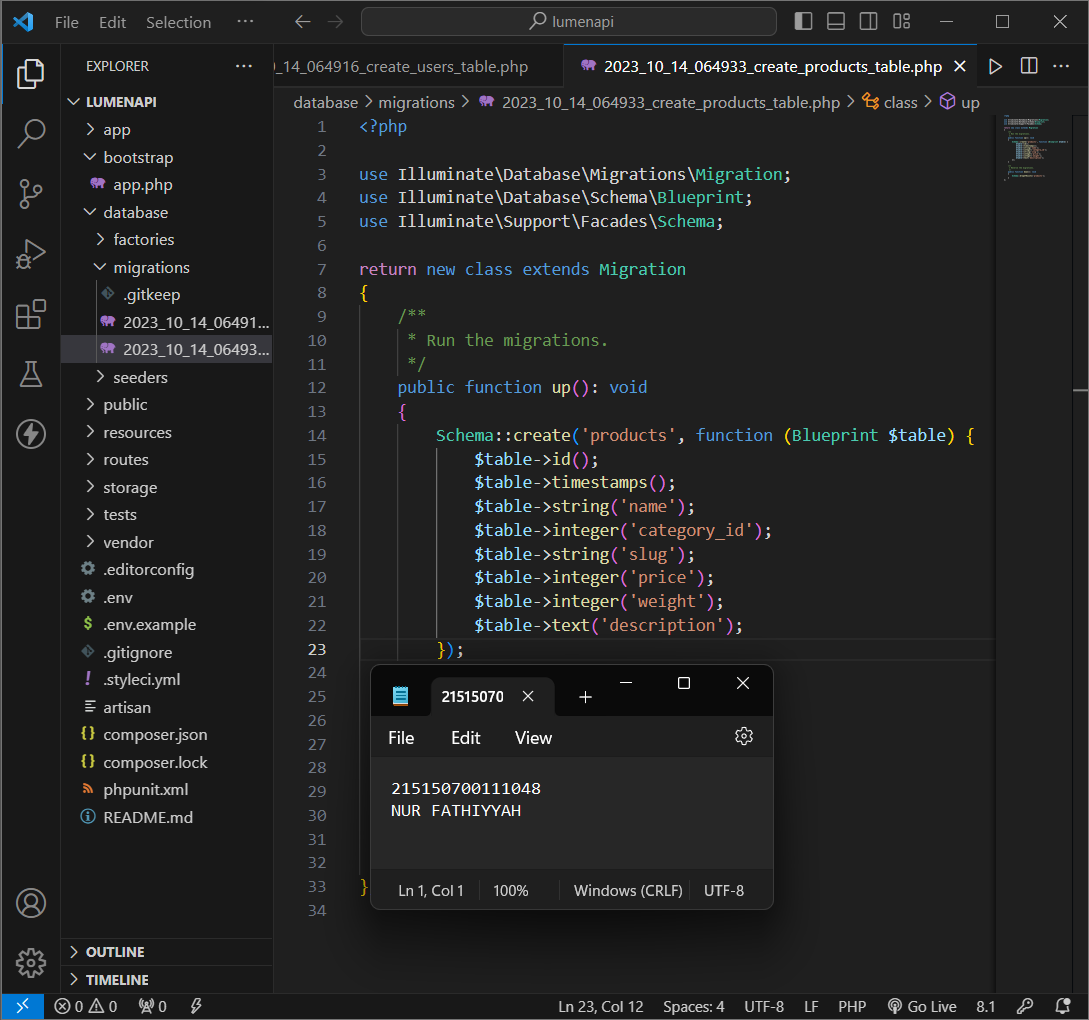 File Edit Selection ··· lumenapi
EXPLORER ···
LUMENAPI
app
bootstrap
app.php
database
factories
migrations
.gitkeep
2023_10_14_06491...
2023_10_14_06493...
seeders
public
resources
routes
storage
tests
vendor
.editorconfig
.env
.env.example
.gitignore
.styleci.yml
artisan
composer.json
composer.lock
phpunit.xml
README.md
OUTLINE
TIMELINE
_14_064916_create_users_table.php 2023_10_14_064933_create_products_table.php
database > migrations > 2023_10_14_064933_create_products_table.php > class > up
1 <?php
2
3 use Illuminate\Database\Migrations\Migration;
4 use Illuminate\Database\Schema\Blueprint;
5 use Illuminate\Support\Facades\Schema;
6
7 return new class extends Migration
8 {
9 /**
10 * Run the migrations.
11 */
12 public function up(): void
13 {
14 Schema::create('products', function (Blueprint $table) {
15 $table->id();
16 $table->timestamps();
17 $table->string('name');
18 $table->integer('category_id');
19 $table->string('slug');
20 $table->integer('price');
21 $table->integer('weight');
22 $table->text('description');
23 });
24
25
26
27
28
29
30
31
32
33 }
34
21515070
File Edit View
215150700111048
NUR FATHIYYAH
Ln 1, Col 1 100% Windows (CRLF) UTF-8
0 0 0 Ln 23, Col 12 Spaces: 4 UTF-8 LF PHP Go Live 8.1